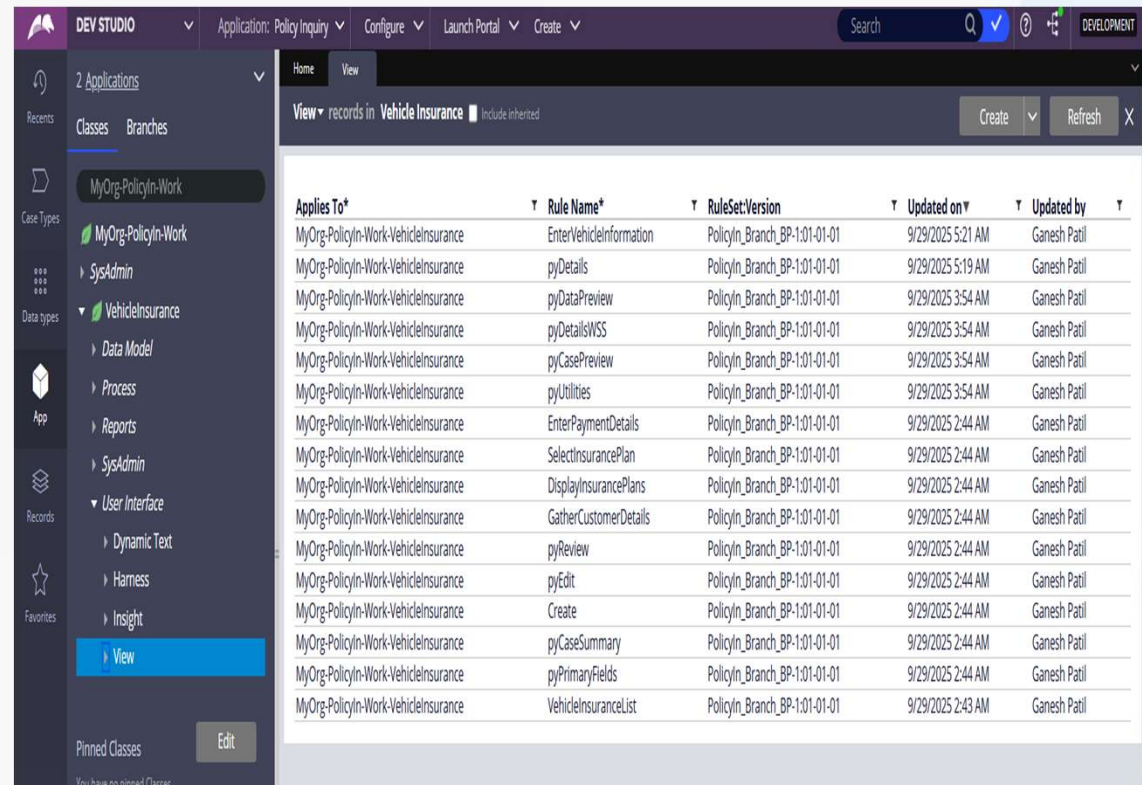 DEV STUDIO Application: Policy Inquiry Configure Launch Portal Create Search DEVELOPMENT
Recents
Case Types
Data types
App
Records
Favorites
2 Applications
Classes Branches
MyOrg-PolicyIn-Work
MyOrg-PolicyIn-Work
SysAdmin
VehicleInsurance
Data Model
Process
Reports
SysAdmin
User Interface
Dynamic Text
Harness
Insight
View
Pinned Classes Edit
You have no pinned Classes
Home View
View records in Vehicle Insurance Include inherited Create Refresh X
Applies To* Rule Name* RuleSet:Version Updated on Updated by
MyOrg-PolicyIn-Work-VehicleInsurance EnterVehicleInformation PolicyIn_Branch_BP-1:01-01-01 9/29/2025 5:21 AM Ganesh Patil
MyOrg-PolicyIn-Work-VehicleInsurance pyDetails PolicyIn_Branch_BP-1:01-01-01 9/29/2025 5:19 AM Ganesh Patil
MyOrg-PolicyIn-Work-VehicleInsurance pyDataPreview PolicyIn_Branch_BP-1:01-01-01 9/29/2025 3:54 AM Ganesh Patil
MyOrg-PolicyIn-Work-VehicleInsurance pyDetailsWSS PolicyIn_Branch_BP-1:01-01-01 9/29/2025 3:54 AM Ganesh Patil
MyOrg-PolicyIn-Work-VehicleInsurance pyCasePreview PolicyIn_Branch_BP-1:01-01-01 9/29/2025 3:54 AM Ganesh Patil
MyOrg-PolicyIn-Work-VehicleInsurance pyUtilities PolicyIn_Branch_BP-1:01-01-01 9/29/2025 3:54 AM Ganesh Patil
MyOrg-PolicyIn-Work-VehicleInsurance EnterPaymentDetails PolicyIn_Branch_BP-1:01-01-01 9/29/2025 2:44 AM Ganesh Patil
MyOrg-PolicyIn-Work-VehicleInsurance SelectInsurancePlan PolicyIn_Branch_BP-1:01-01-01 9/29/2025 2:44 AM Ganesh Patil
MyOrg-PolicyIn-Work-VehicleInsurance DisplayInsurancePlans PolicyIn_Branch_BP-1:01-01-01 9/29/2025 2:44 AM Ganesh Patil
MyOrg-PolicyIn-Work-VehicleInsurance GatherCustomerDetails PolicyIn_Branch_BP-1:01-01-01 9/29/2025 2:44 AM Ganesh Patil
MyOrg-PolicyIn-Work-VehicleInsurance pyReview PolicyIn_Branch_BP-1:01-01-01 9/29/2025 2:44 AM Ganesh Patil
MyOrg-PolicyIn-Work-VehicleInsurance pyEdit PolicyIn_Branch_BP-1:01-01-01 9/29/2025 2:44 AM Ganesh Patil
MyOrg-PolicyIn-Work-VehicleInsurance Create PolicyIn_Branch_BP-1:01-01-01 9/29/2025 2:44 AM Ganesh Patil
MyOrg-PolicyIn-Work-VehicleInsurance pyCaseSummary PolicyIn_Branch_BP-1:01-01-01 9/29/2025 2:44 AM Ganesh Patil
MyOrg-PolicyIn-Work-VehicleInsurance pyPrimaryFields PolicyIn_Branch_BP-1:01-01-01 9/29/2025 2:44 AM Ganesh Patil
MyOrg-PolicyIn-Work-VehicleInsurance VehicleInsuranceList PolicyIn_Branch_BP-1:01-01-01 9/29/2025 2:43 AM Ganesh Patil